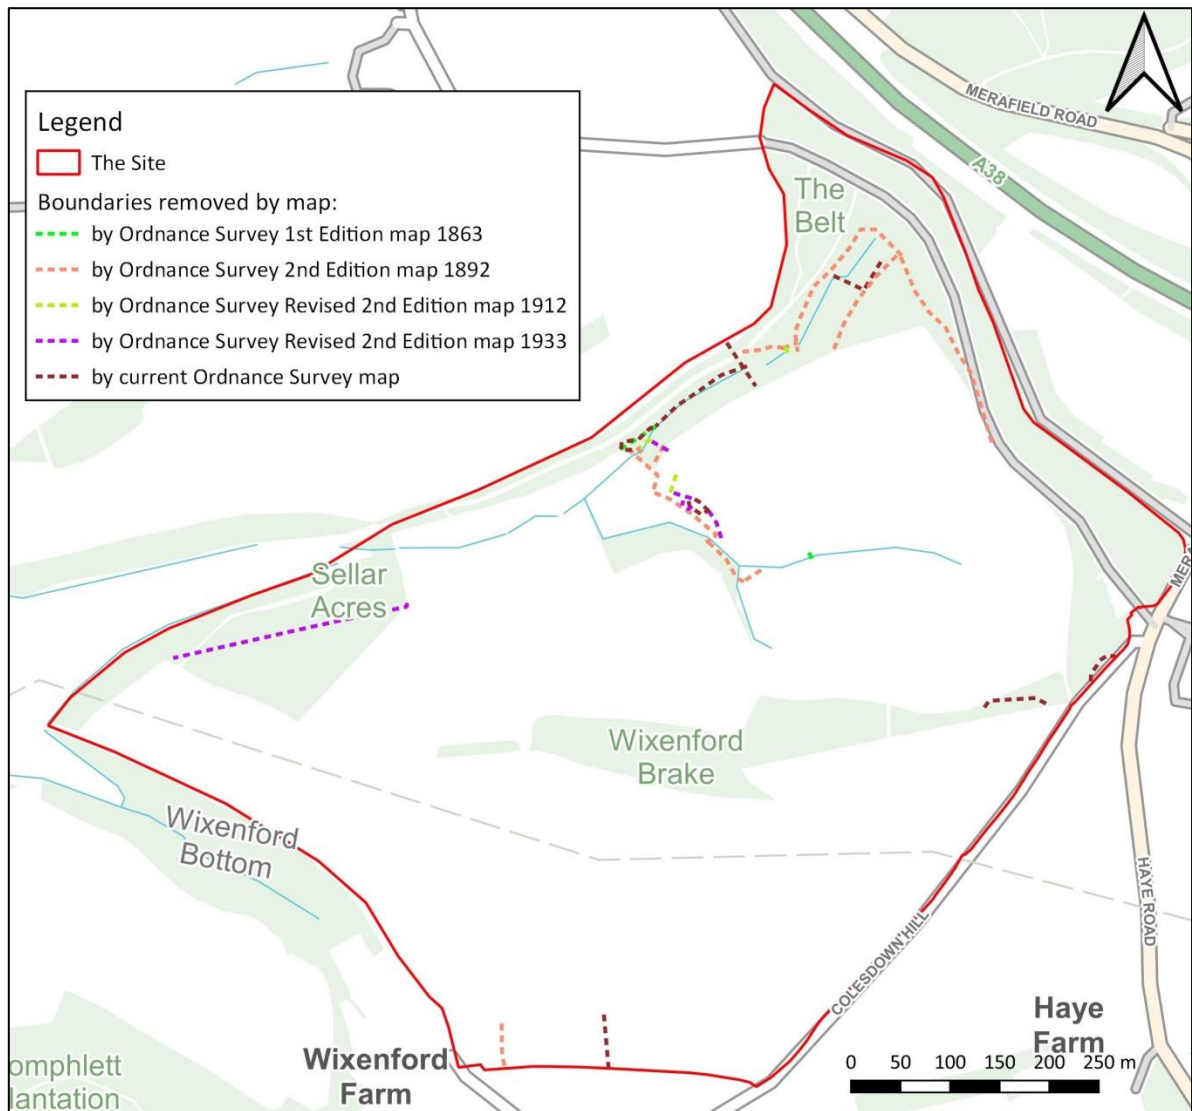 MERAFIELD ROAD
A38
Legend
The Site
Boundaries removed by map:
by Ordnance Survey 1st Edition map 1863
by Ordnance Survey 2nd Edition map 1892
by Ordnance Survey Revised 2nd Edition map 1912
by Ordnance Survey Revised 2nd Edition map 1933
by current Ordnance Survey map
The
Belt
Sellar
Acres
MERA
Wixenford
Brake
Wixenford
Bottom
HAYE ROAD
COLESDOWN HILL
Haye
Farm
Wixenford
Farm
omphlett
lantation
0 50 100 150 200 250 m